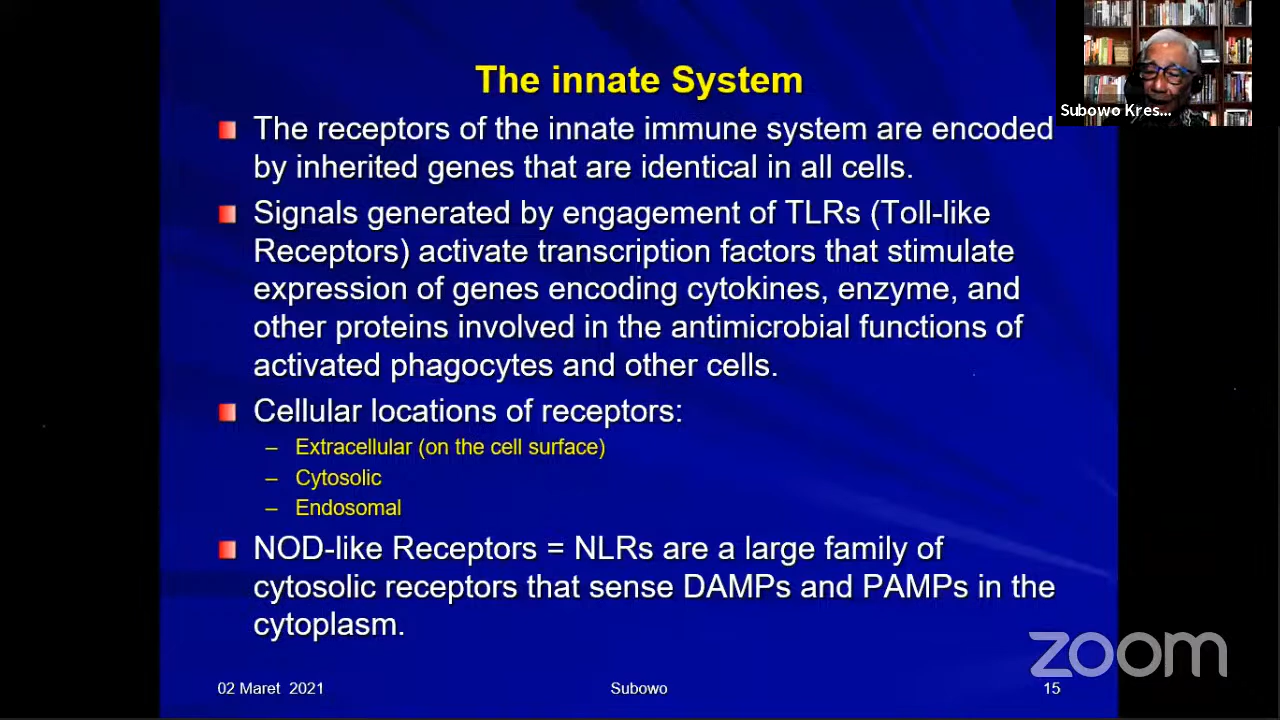 The innate System
Subowo Kres...
The receptors of the innate immune system are encoded
by inherited genes that are identical in all cells.
Signals generated by engagement of TLRs (Toll-like
Receptors) activate transcription factors that stimulate
expression of genes encoding cytokines, enzyme, and
other proteins involved in the antimicrobial functions of
activated phagocytes and other cells.
Cellular locations of receptors:
– Extracellular (on the cell surface)
– Cytosolic
– Endosomal
NOD-like Receptors = NLRs are a large family of
cytosolic receptors that sense DAMPs and PAMPs in the
cytoplasm.
zoom
02 Maret 2021 Subowo 15